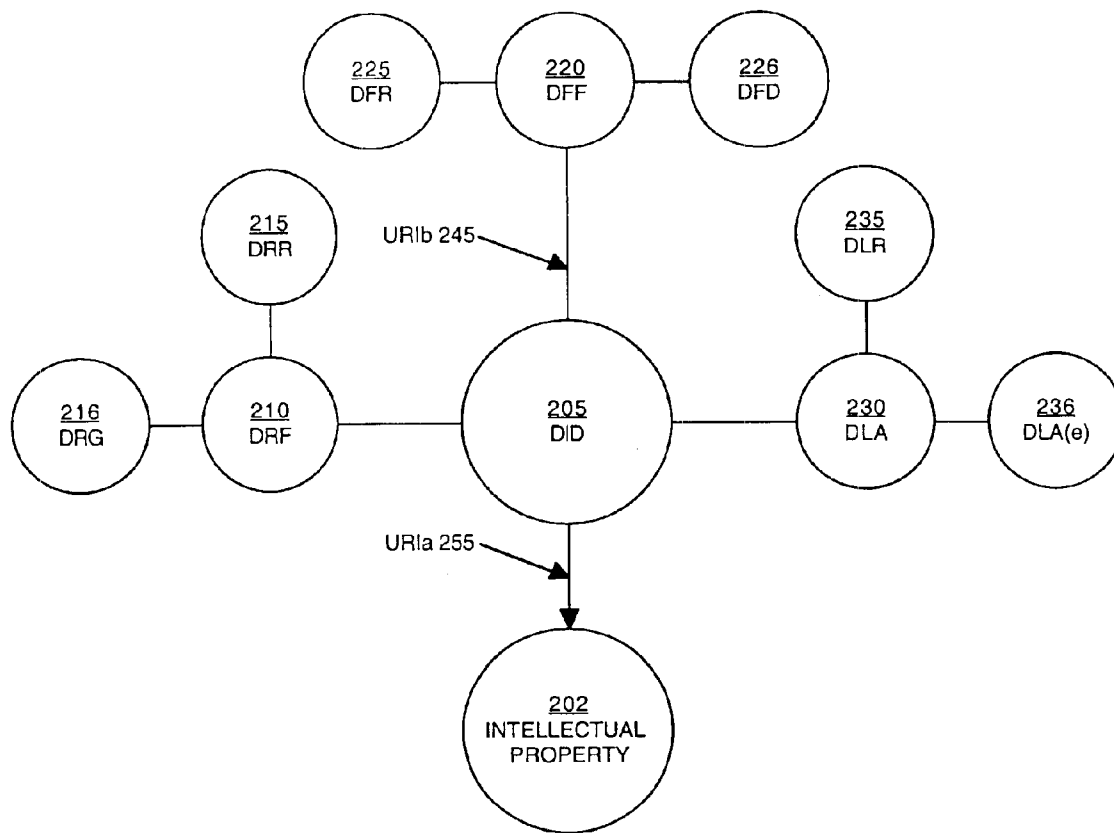 225
DFR
220
DFF
226
DFD
215
DRR
URIb 245
235
DLR
216
DRG
210
DRF
205
DID
230
DLA
236
DLA(e)
URIa 255
202
INTELLECTUAL
PROPERTY